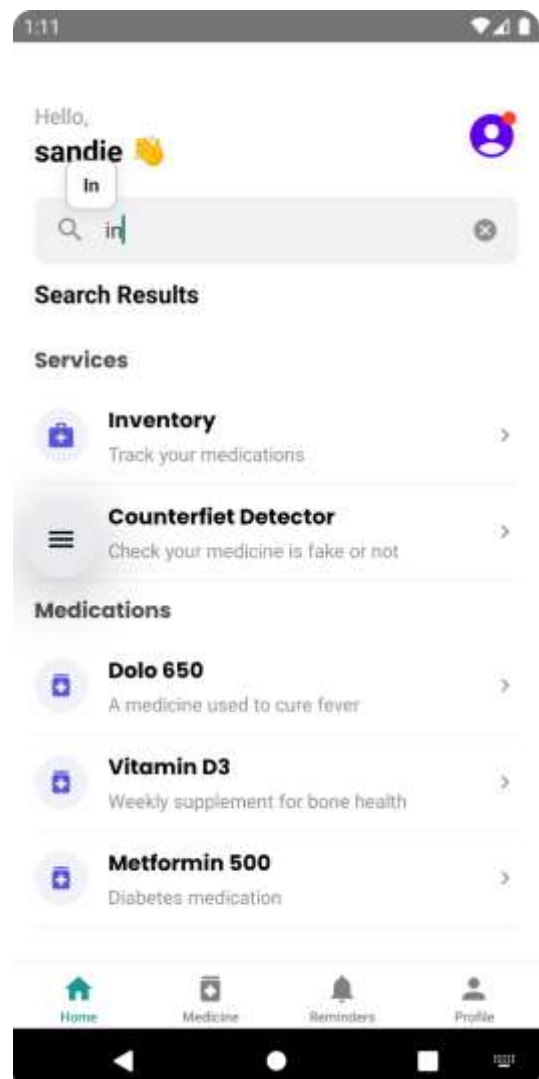 1:11
Hello,
sandie 👋
In
in
Search Results
Services
Inventory
Track your medications
Counterfiet Detector
Check your medicine is fake or not
Medications
Dolo 650
A medicine used to cure fever
Vitamin D3
Weekly supplement for bone health
Metformin 500
Diabetes medication
Home Medicine Reminders Profile